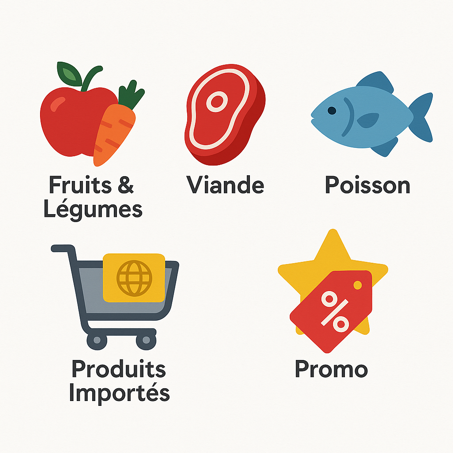 Fruits &
Légumes
Viande
Poisson
%
Produits
Importés
Promo